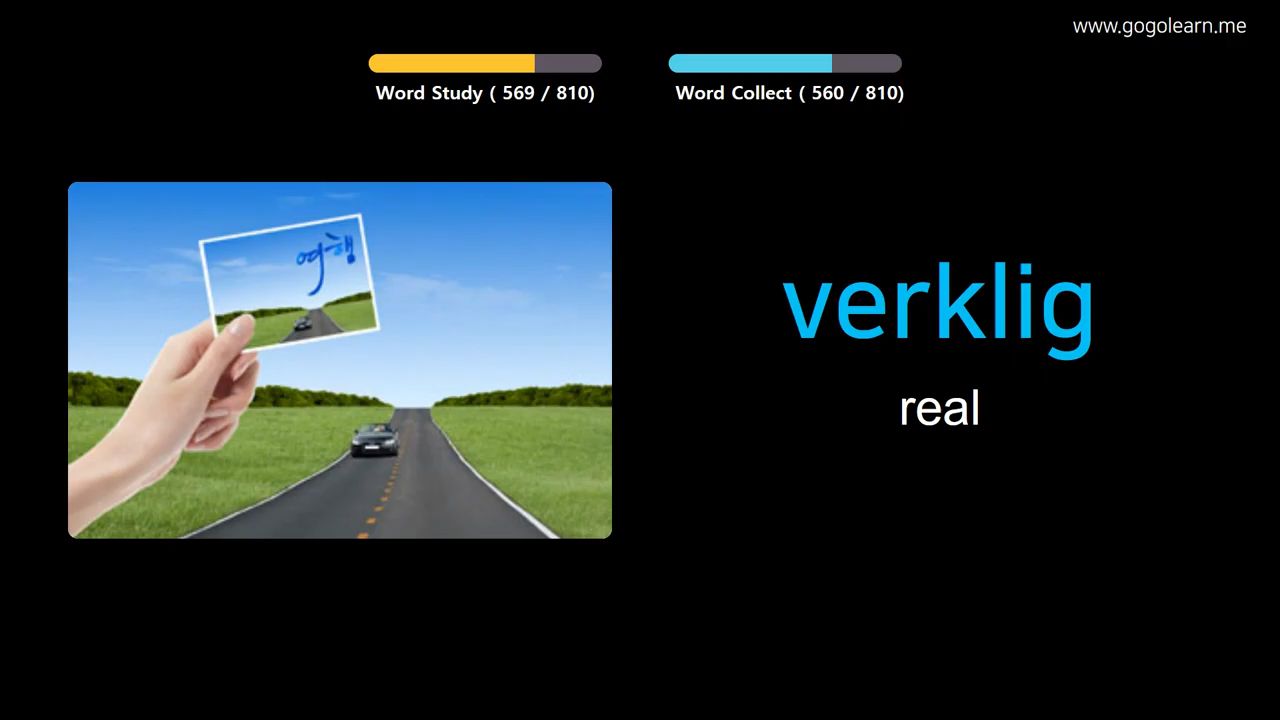 www.gogolearn.me
Word Study ( 569 / 810)
Word Collect ( 560 / 810)
여행
verklig
real